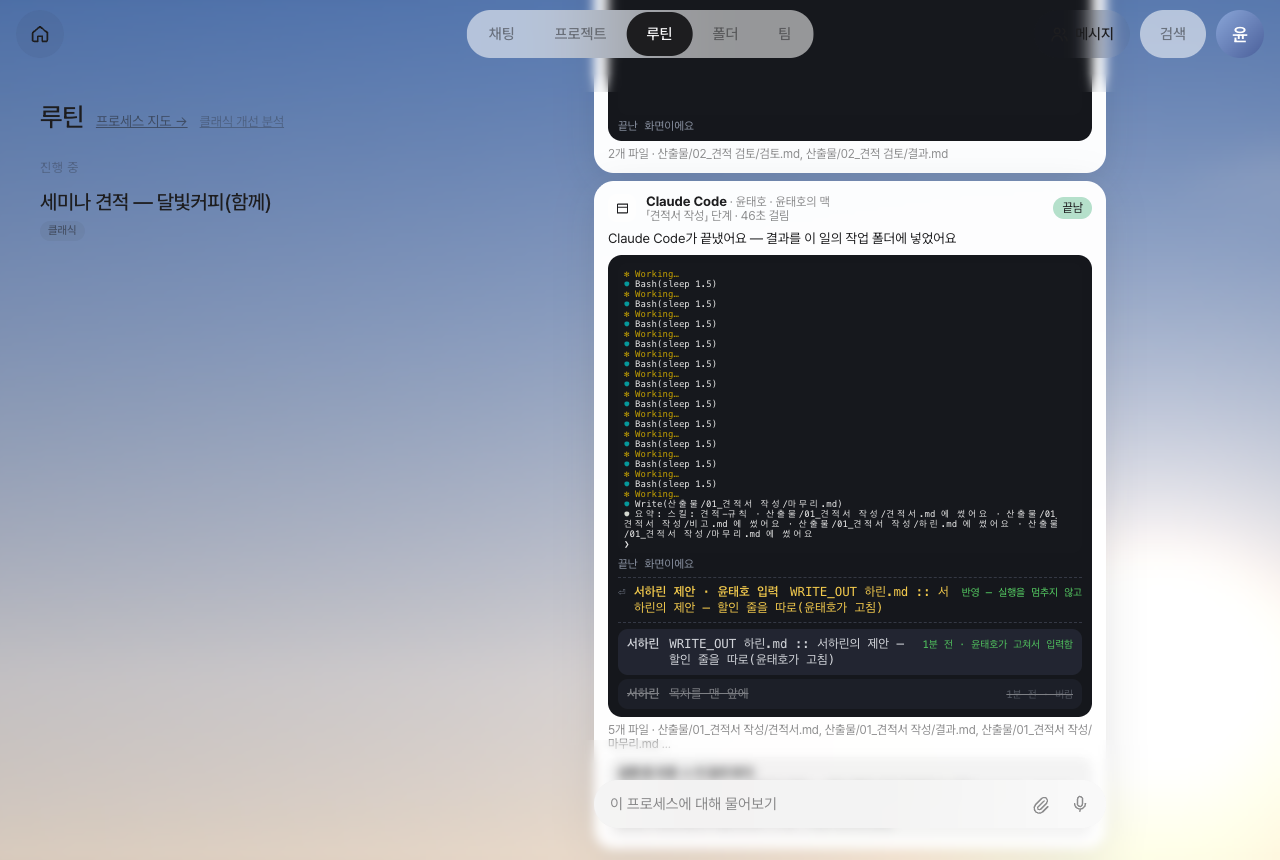 채팅
프로젝트
루틴
폴더
팀
메시지
검색
윤
루틴
프로세스 지도 →
클래식 개선 분석
진행 중
세미나 견적 — 달빛커피(함께)
클래식
끝난 화면이에요
2개 파일 · 산출물/02_견적 검토/검토.md, 산출물/02_견적 검토/결과.md
Claude Code · 윤태호 · 윤태호의 맥
「견적서 작성」 단계 · 46초 걸림
끝남
Claude Code가 끝냈어요 — 결과를 이 일의 작업 폴더에 넣었어요
✻ Working…
● Bash(sleep 1.5)
✻ Working…
● Bash(sleep 1.5)
✻ Working…
● Bash(sleep 1.5)
✻ Working…
● Bash(sleep 1.5)
✻ Working…
● Bash(sleep 1.5)
✻ Working…
● Bash(sleep 1.5)
✻ Working…
● Bash(sleep 1.5)
✻ Working…
● Bash(sleep 1.5)
✻ Working…
● Bash(sleep 1.5)
✻ Working…
● Bash(sleep 1.5)
✻ Working…
● Bash(sleep 1.5)
✻ Working…
● Write(산출물/01_견적서 작성/마무리.md)
● 요약: 스킬: 견적-규칙 · 산출물/01_견적서 작성/견적서.md 에 썼어요 · 산출물/01_
견적서 작성/비고.md 에 썼어요 · 산출물/01_견적서 작성/하린.md 에 썼어요 · 산출물
/01_견적서 작성/마무리.md 에 썼어요
❯
끝난 화면이에요
⏎ 서하린 제안 · 윤태호 입력 WRITE_OUT 하린.md :: 서 반영 — 실행을 멈추지 않고
하린의 제안 — 할인 줄을 따로(윤태호가 고침)
서하린 WRITE_OUT 하린.md :: 서하린의 제안 — 1분 전 · 윤태호가 고쳐서 입력함
할인 줄을 따로(윤태호가 고침)
서하린 목차를 맨 앞에 1분 전 — 버림
5개 파일 · 산출물/01_견적서 작성/견적서.md, 산출물/01_견적서 작성/결과.md, 산출물/01_견적서 작성/
마무리.md …
이 프로세스에 대해 물어보기